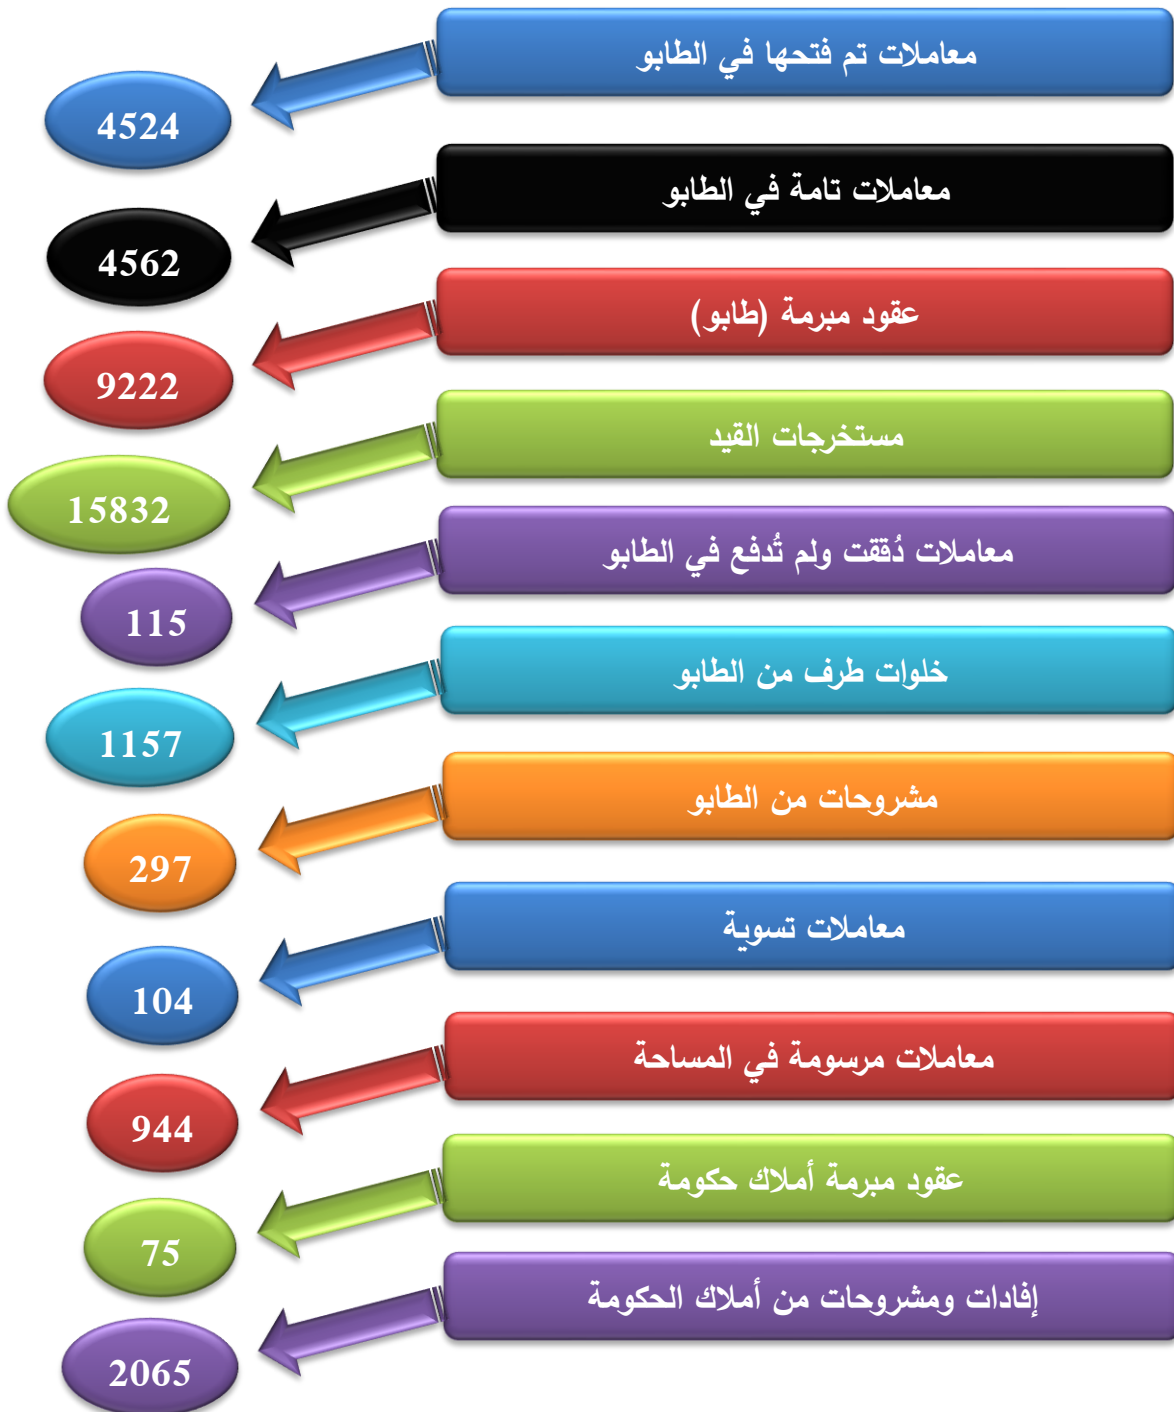 معاملات تم فتحها في الطابو
4524
معاملات تامة في الطابو
4562
عقود مبرمة (طابو)
9222
مستخرجات القيد
15832
معاملات دُققت ولم تُدفع في الطابو
115
خلوات طرف من الطابو
1157
مشروحات من الطابو
297
معاملات تسوية
104
معاملات مرسومة في المساحة
944
عقود مبرمة أملاك حكومة
75
إفادات ومشروحات من أملاك الحكومة
2065